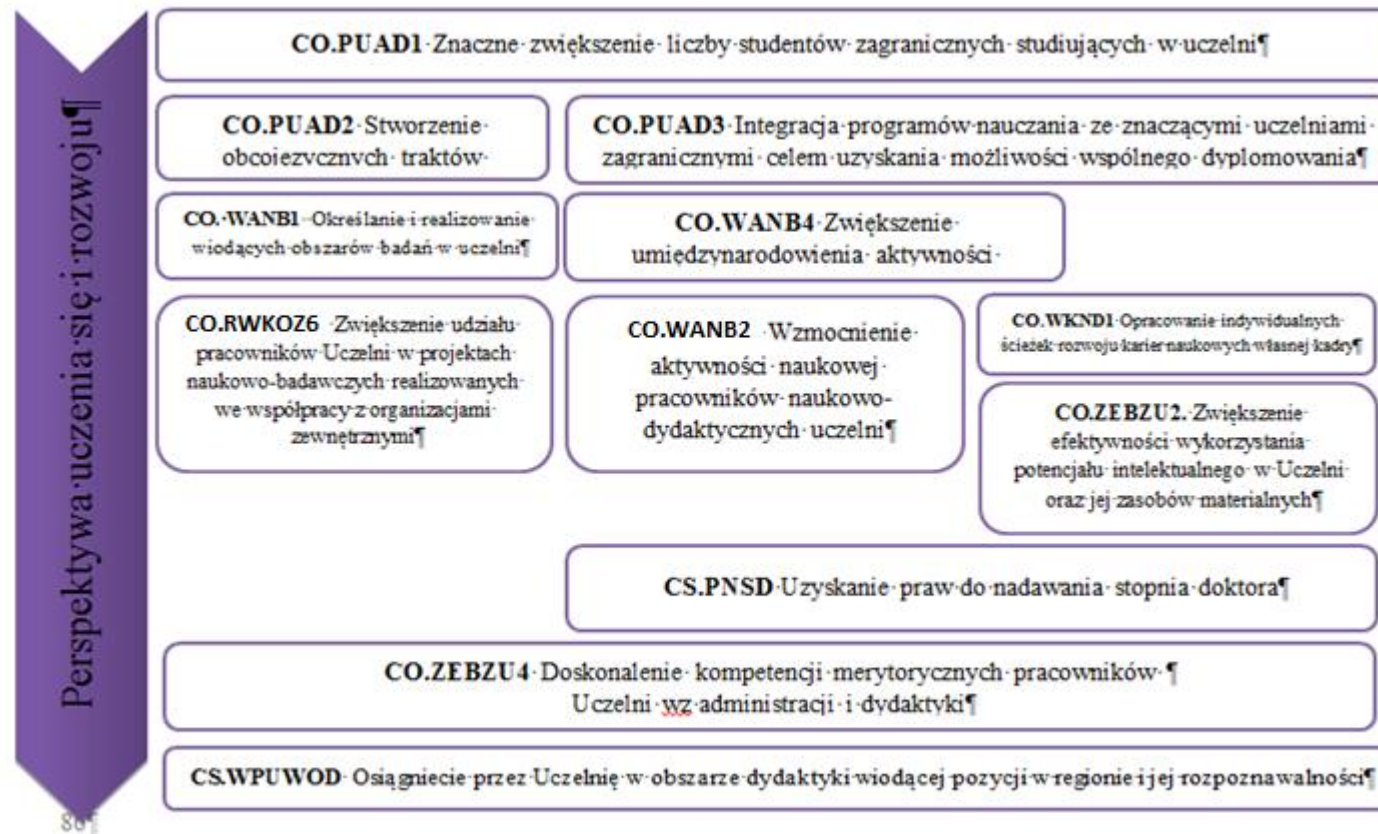 Perspektywa uczenia się i rozwoju¶
CO.PUAD1 Znaczne zwiększenie liczby studentów zagranicznych studiujących w uczelni¶
CO.PUAD2 Stworzenie
obcojęzycznych traktów
CO.PUAD3 Integracja programów nauczania ze znaczącymi uczelniami
zagranicznymi celem uzyskania możliwości wspólnego dyplomowania¶
CO. WANB1 Określanie i realizowanie
wiodących obszarów badań w uczelni¶
CO.WANB4 Zwiększenie
umiędzynarodowienia aktywności
CO.RWKOZ6 Zwiększenie udziału
pracowników Uczelni w projektach
naukowo-badawczych realizowanych
we współpracy z organizacjami
zewnętrznymi¶
CO.WANB2 Wzmocnienie
aktywności naukowej
pracowników naukowo-
dydaktycznych uczelni¶
CO.WKND1 Opracowanie indywidualnych
ścieżek rozwoju karier naukowych własnej kadry¶
CO.ZEBZU2. Zwiększenie
efektywności wykorzystania
potencjału intelektualnego w Uczelni
oraz jej zasobów materialnych¶
CS.PNSD Uzyskanie praw do nadawania stopnia doktora¶
CO.ZEBZU4 Doskonalenie kompetencji merytorycznych pracowników ¶
Uczelni wz administracji i dydaktyki¶
CS.WPUWOD Osiągniecie przez Uczelnię w obszarze dydaktyki wiodącej pozycji w regionie i jej rozpoznawalności¶